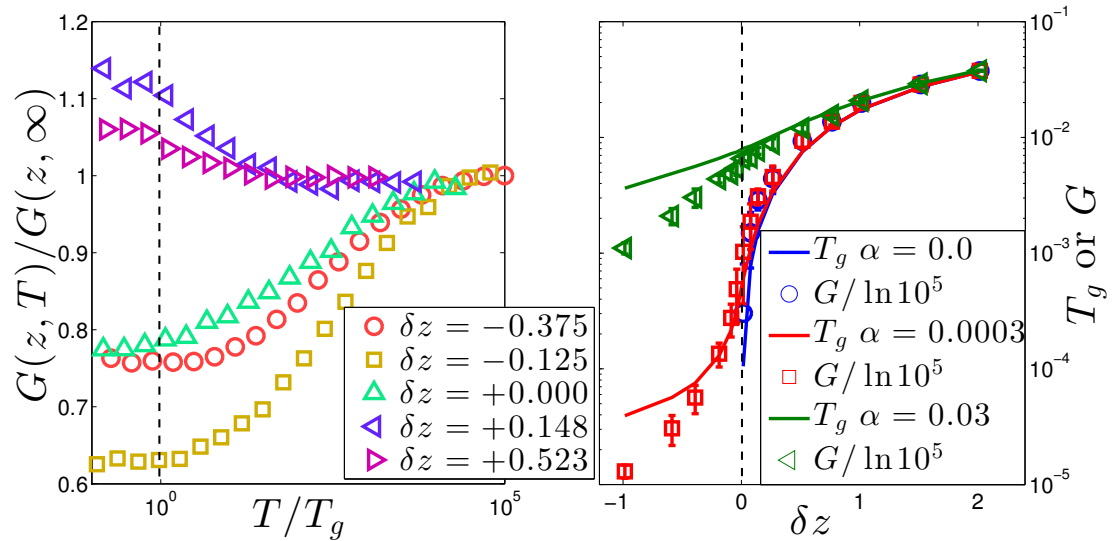 G(z, T)/G(z, ∞)
1.2
1.1
1
0.9
0.8
0.7
0.6
10^0
10^5
T/T_g
δz = −0.375
δz = −0.125
δz = +0.000
δz = +0.148
δz = +0.523
10^-1
10^-2
10^-3
10^-4
10^-5
T_g or G
−1
0
1
2
δz
T_g α = 0.0
G/ ln 10^5
T_g α = 0.0003
G/ ln 10^5
T_g α = 0.03
G/ ln 10^5